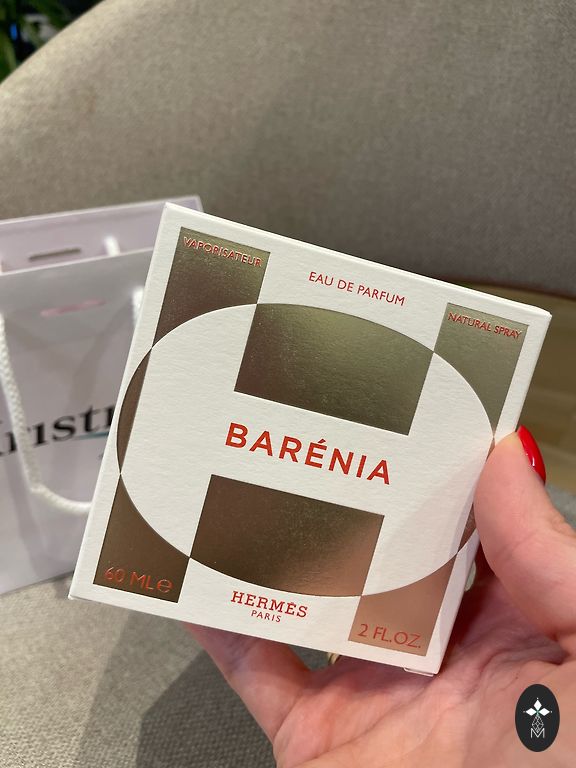 VAPORISATEUR
EAU DE PARFUM
NATURAL SPRAY
BARÉNIA
60 ML℮
HERMÈS
PARIS
2 FL.OZ.